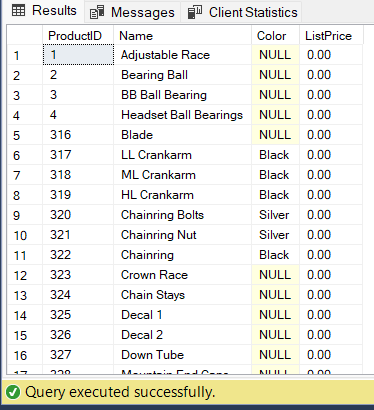 Results Messages Client Statistics
ProductID Name Color ListPrice
1 1 Adjustable Race NULL 0.00
2 2 Bearing Ball NULL 0.00
3 3 BB Ball Bearing NULL 0.00
4 4 Headset Ball Bearings NULL 0.00
5 316 Blade NULL 0.00
6 317 LL Crankarm Black 0.00
7 318 ML Crankarm Black 0.00
8 319 HL Crankarm Black 0.00
9 320 Chainring Bolts Silver 0.00
10 321 Chainring Nut Silver 0.00
11 322 Chainring Black 0.00
12 323 Crown Race NULL 0.00
13 324 Chain Stays NULL 0.00
14 325 Decal 1 NULL 0.00
15 326 Decal 2 NULL 0.00
16 327 Down Tube NULL 0.00
17 328 Mountain End Caps NULL 0.00
Query executed successfully.